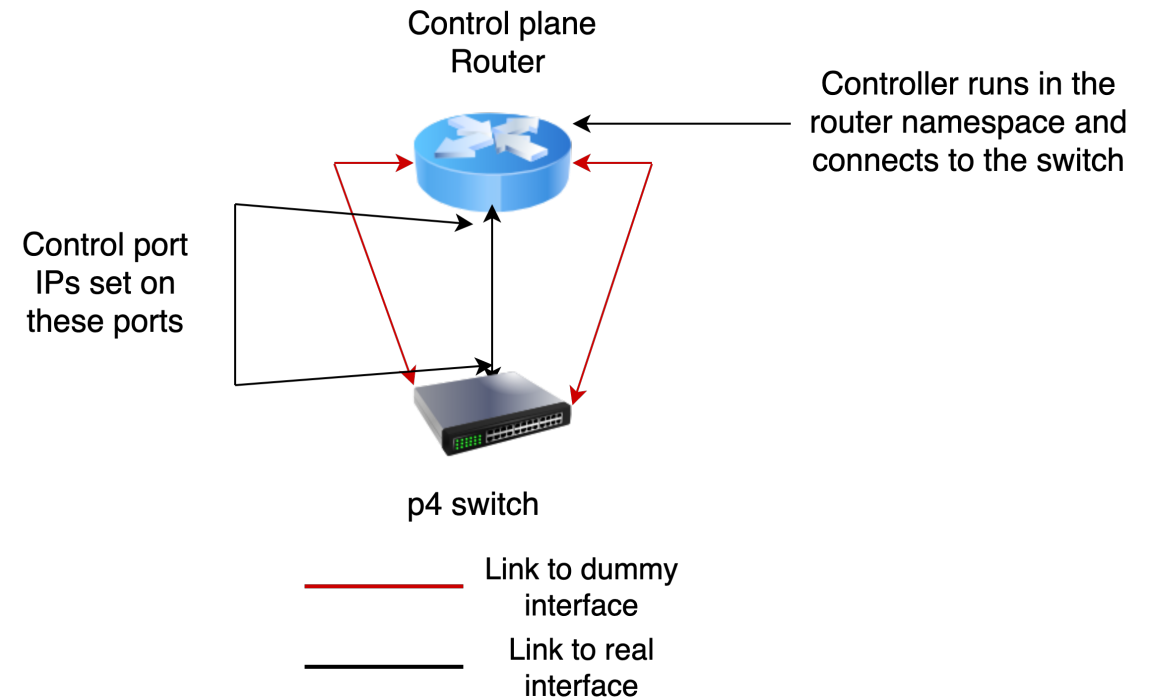 Control plane
Router
Controller runs in the
router namespace and
connects to the switch
Control port
IPs set on
these ports
p4 switch
Link to dummy
interface
Link to real
interface